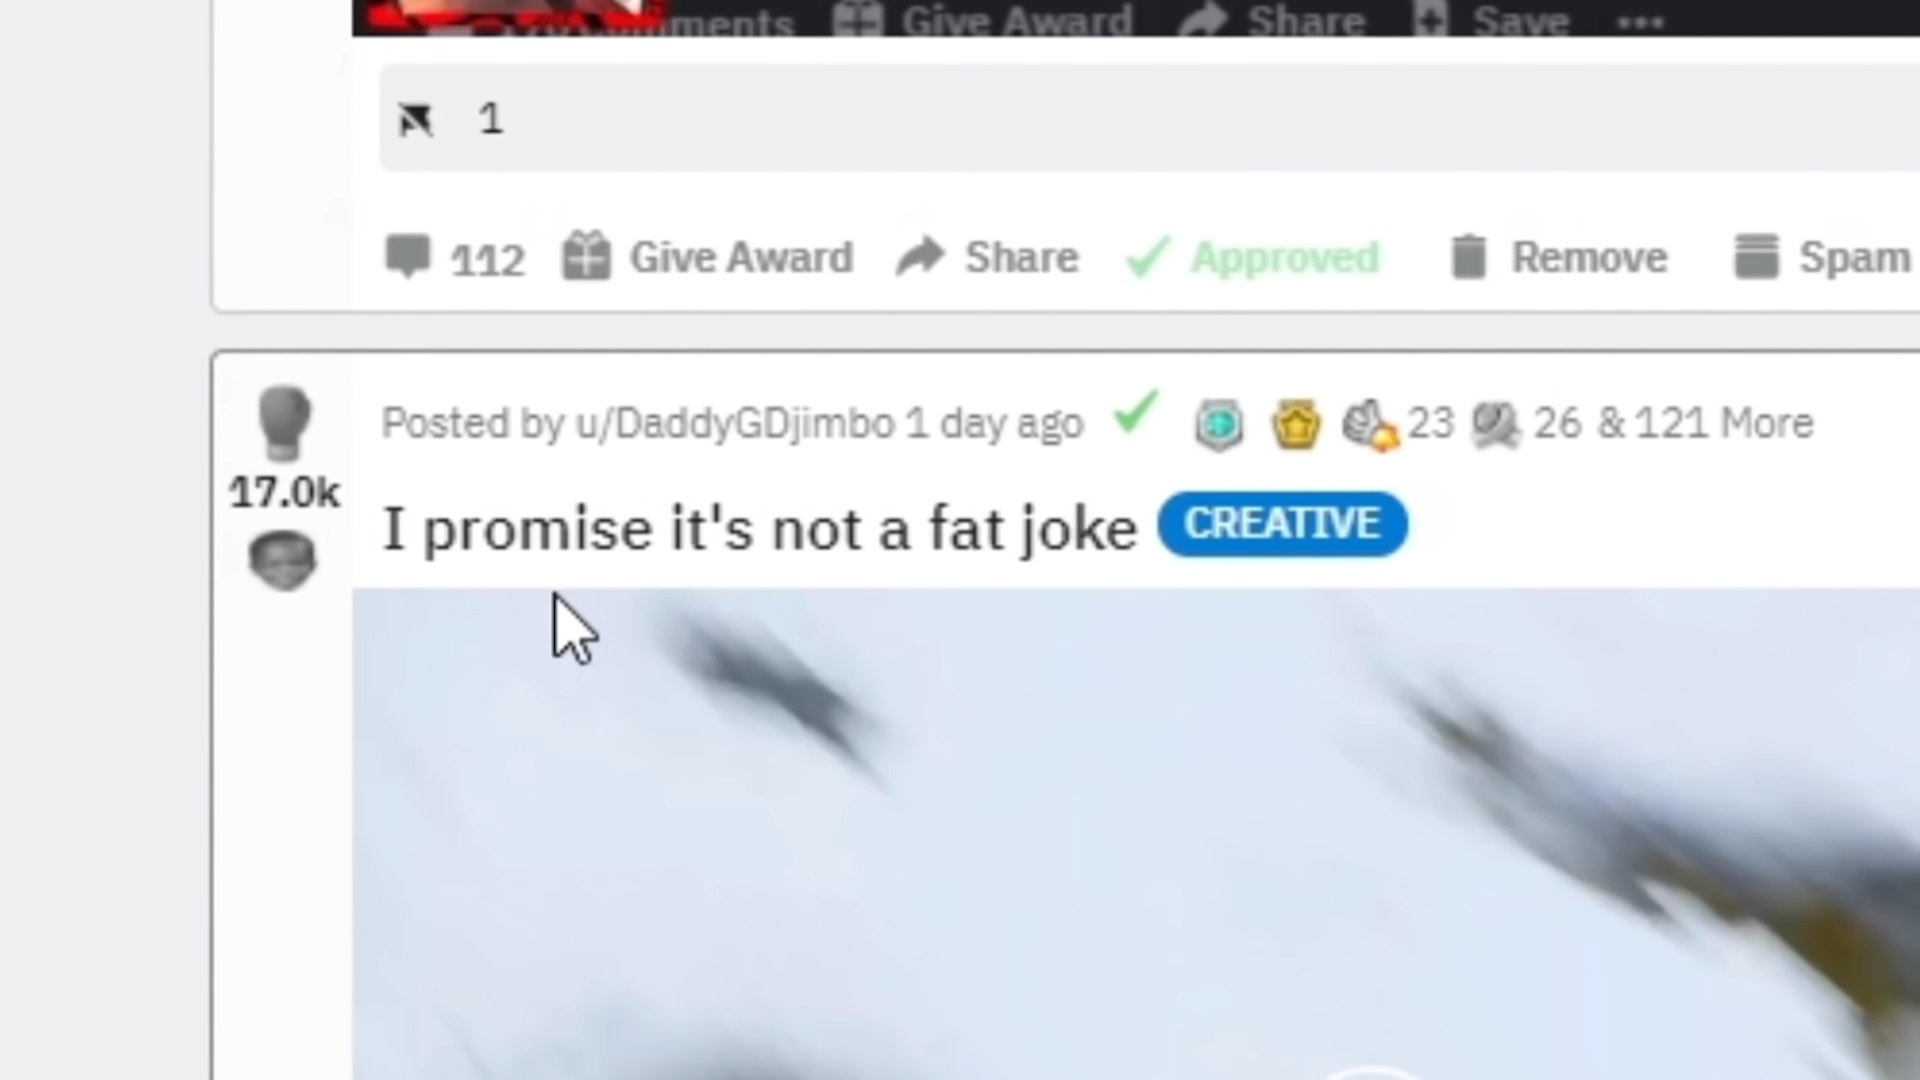 comments Give Award Share Save •••
1
112 Give Award Share Approved Remove Spam
Posted by u/DaddyGDjimbo 1 day ago 23 26 & 121 More
17.0k
I promise it's not a fat joke CREATIVE